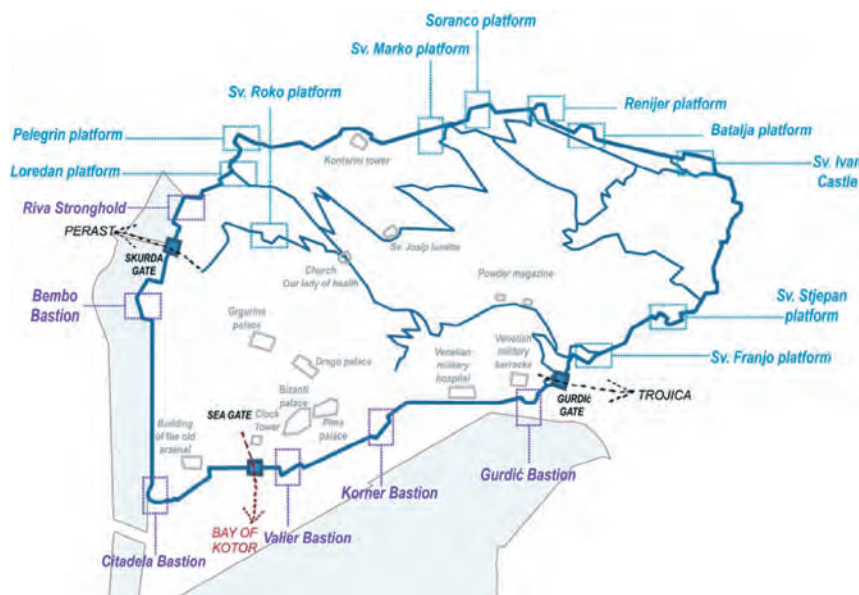 Soranco
platform
Sv. Marko platform
Sv. Roko platform
Renijer platform
Pelegrin platform
Batalja platform
Kontarini tower
Loredan platform
Sv. Ivan
Castle
Riva Stronghold
PERAST
SKURDA
GATE
Sv. Josip lunette
Church
Our lady of health
Powder magazine
Bembo
Bastion
Sv. Stjepan
platform
Grgurina
palace
Drago palace
Venetian
military
hospital
Venetian
military
barracks
Sv. Franjo platform
Bizanti
palace
TROJICA
GURDIĆ
GATE
SEA GATE
Clock
Tower
Pima
palace
Building
of the old
arsenal
Gurdić Bastion
Korner Bastion
BAY OF
KOTOR
Valier Bastion
Citadela Bastion